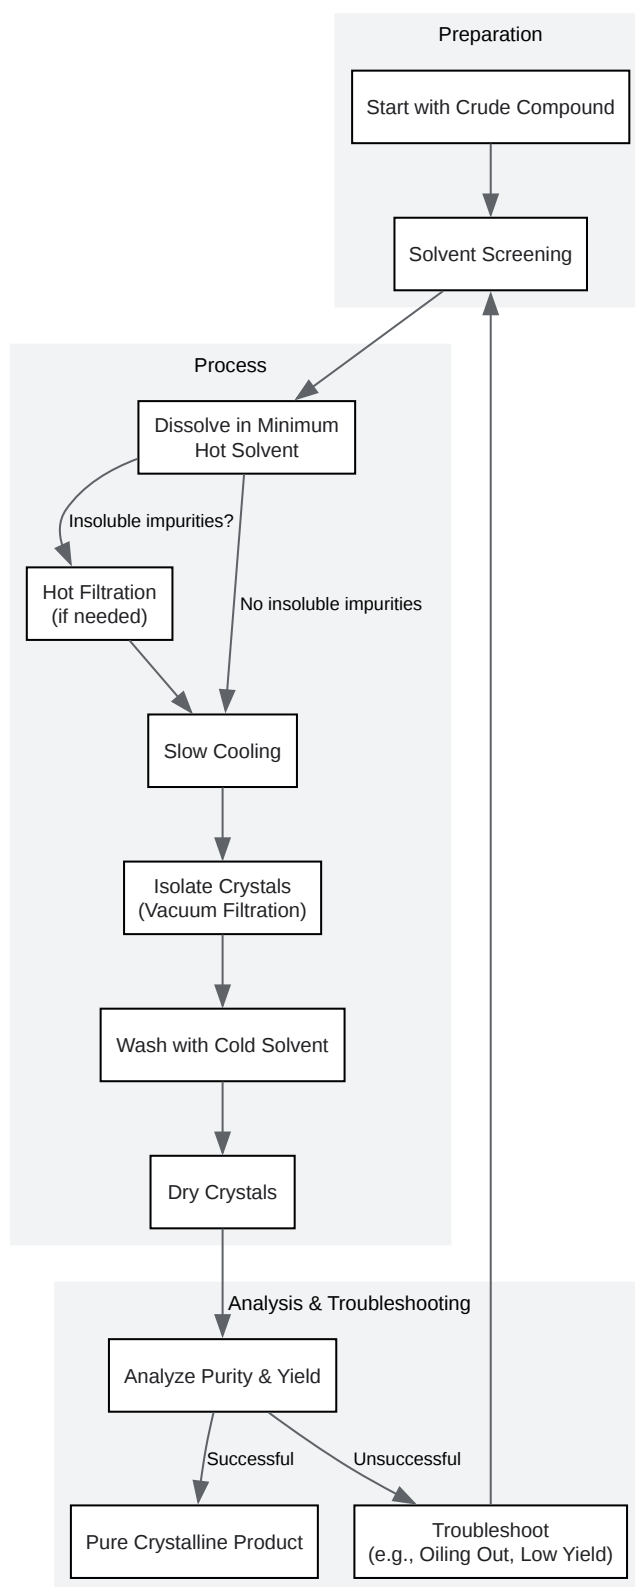 Preparation
Start with Crude Compound
Solvent Screening
Process
Dissolve in Minimum
Hot Solvent
Insoluble impurities?
Hot Filtration
(if needed)
No insoluble impurities
Slow Cooling
Isolate Crystals
(Vacuum Filtration)
Wash with Cold Solvent
Dry Crystals
Analysis & Troubleshooting
Analyze Purity & Yield
Successful
Unsuccessful
Pure Crystalline Product
Troubleshoot
(e.g., Oiling Out, Low Yield)